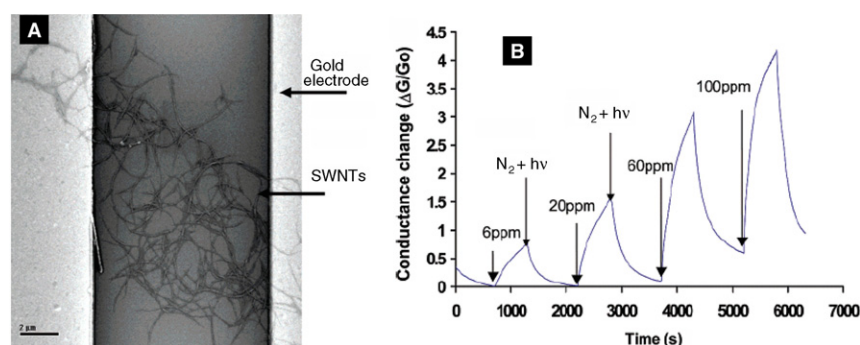 A
Gold
electrode
SWNTs
2 µm
B
Conductance change (ΔG/Go)
4.5
4
3.5
3
2.5
2
1.5
1
0.5
0
6ppm
N₂ + hν
20ppm
N₂ + hν
60ppm
100ppm
0 1000 2000 3000 4000 5000 6000 7000
Time (s)